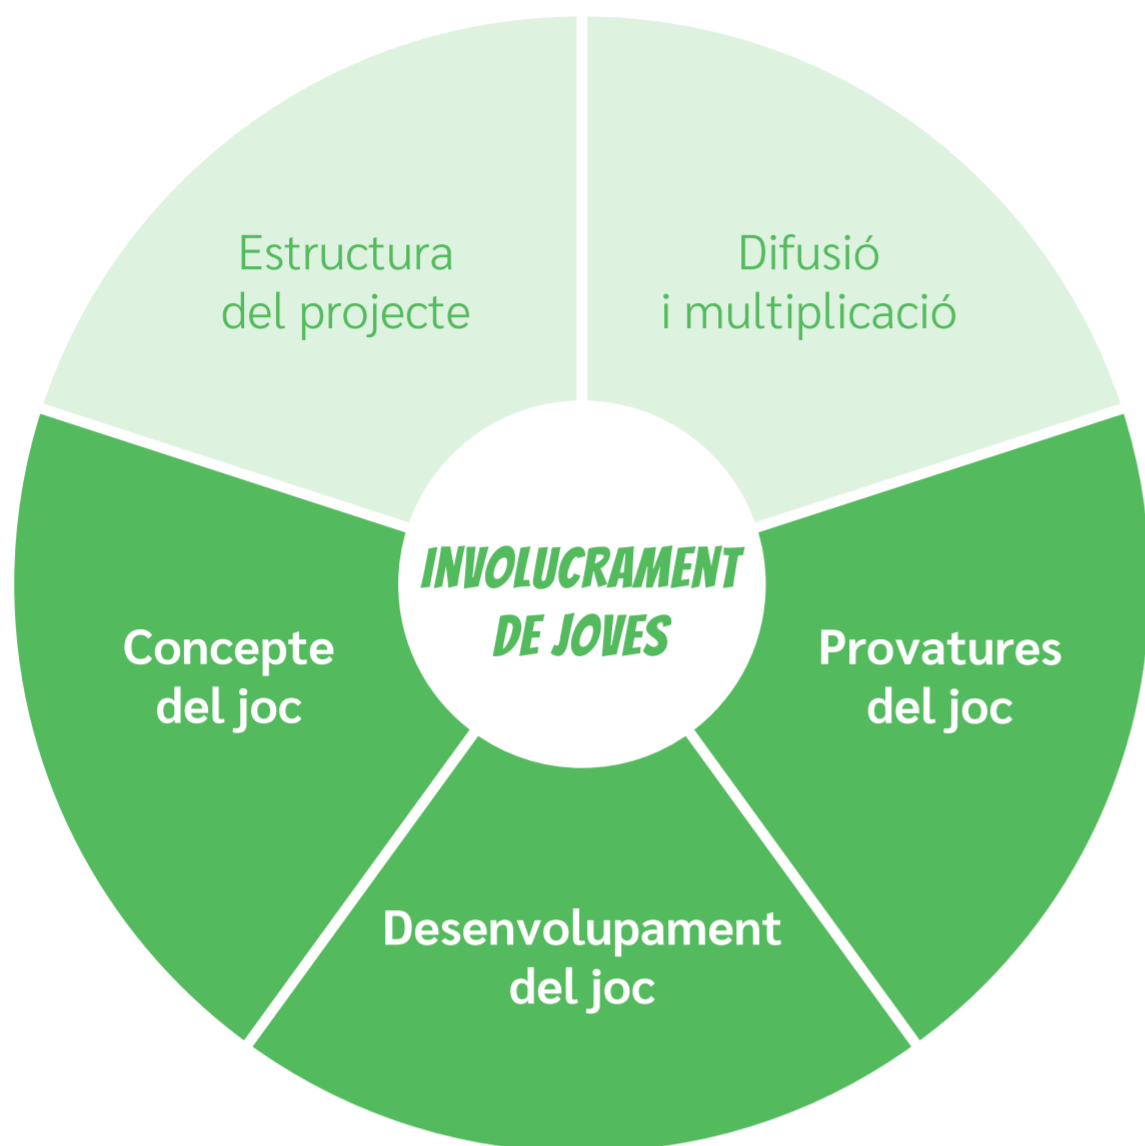 Estructura
del projecte
Difusió
i multiplicació
INVOLUCRAMENT
DE JOVES
Concepte
del joc
Provatures
del joc
Desenvolupament
del joc